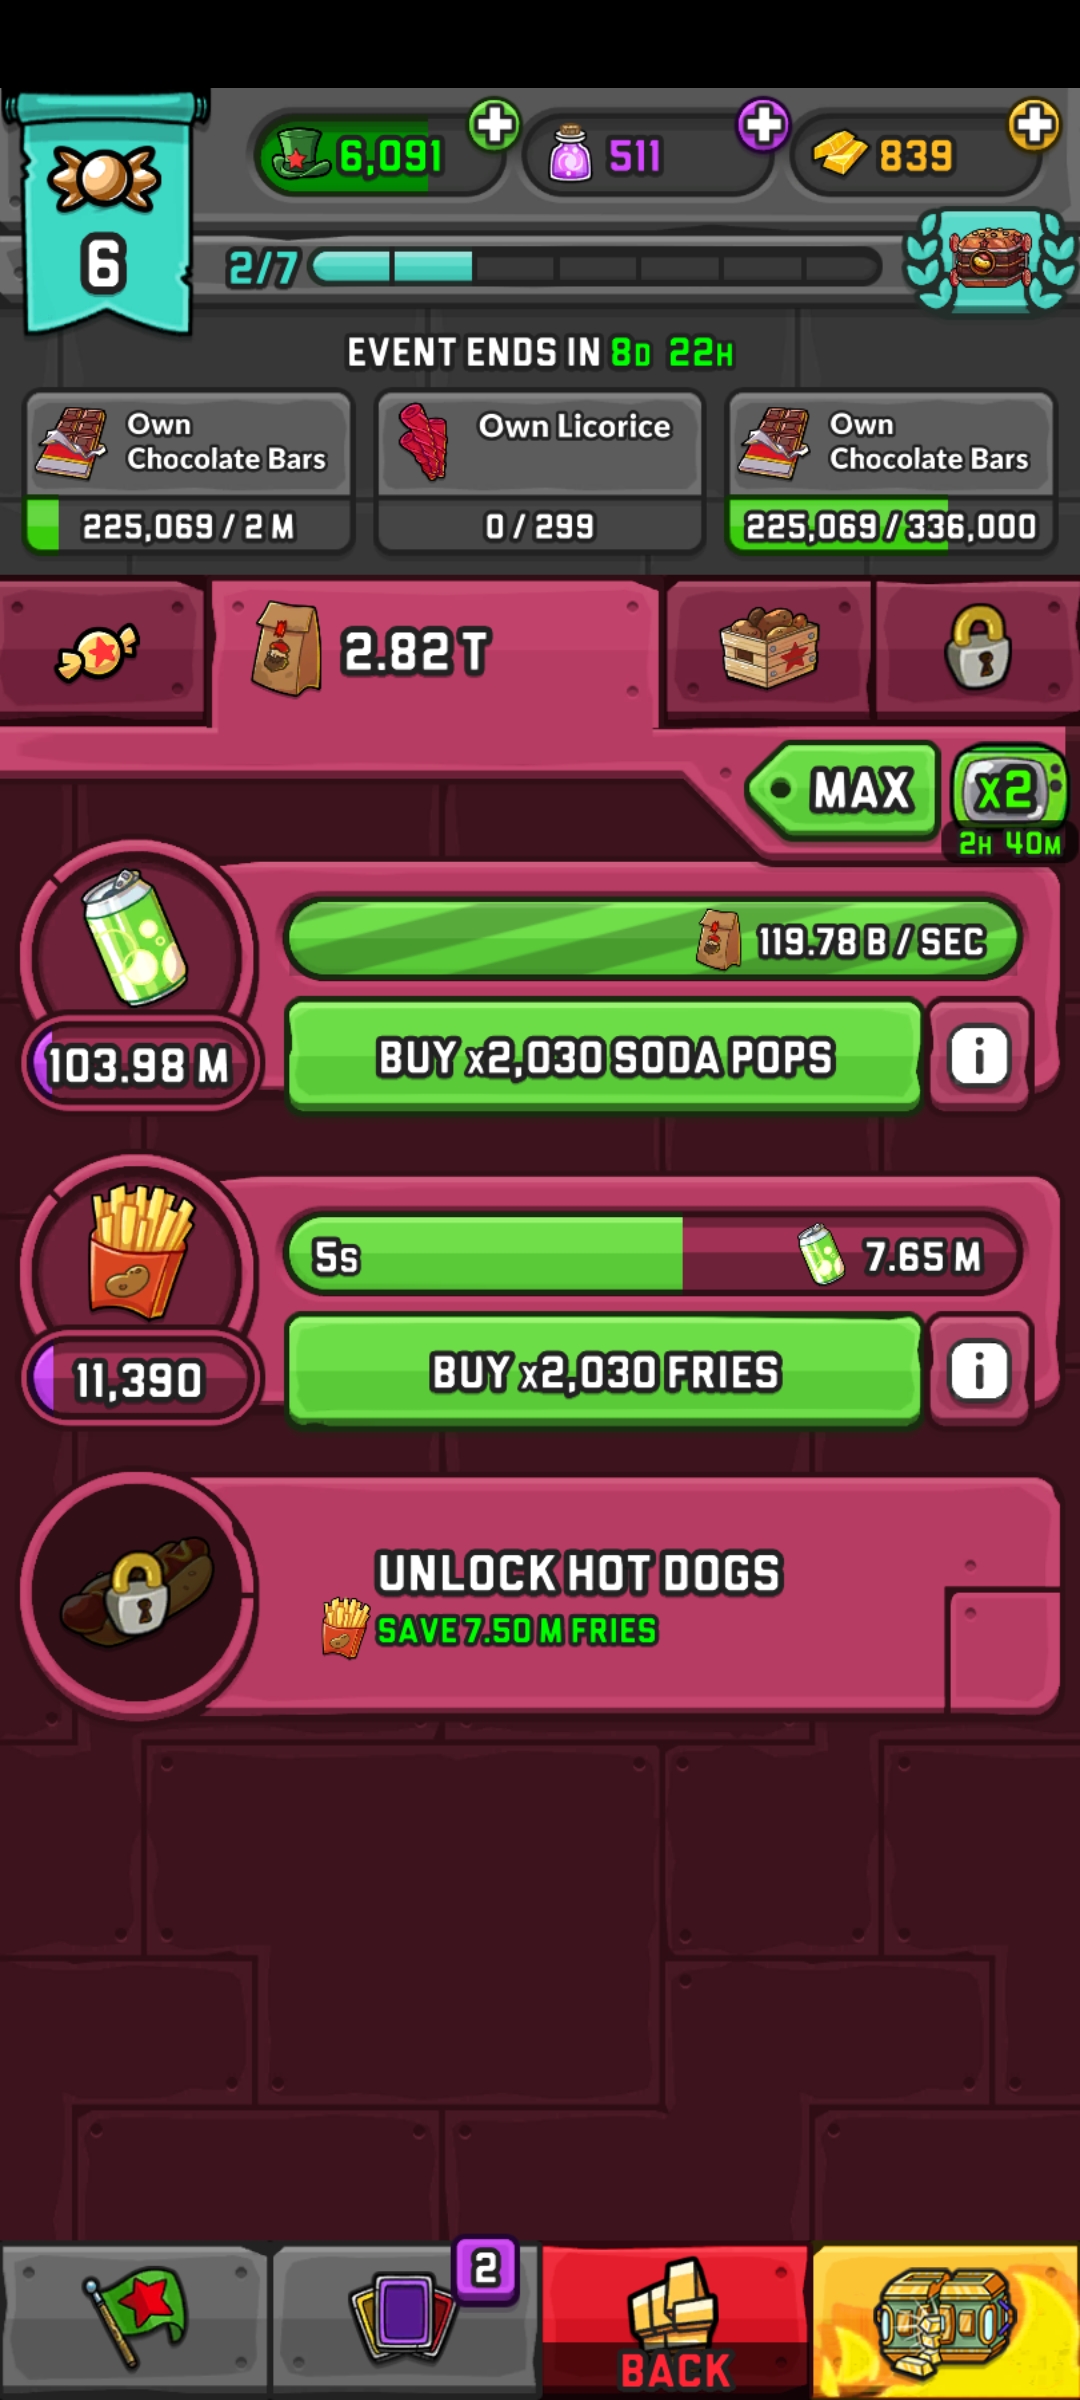 6,091
511
839
6
2/7
EVENT ENDS IN 8D 22H
Own
Chocolate Bars
225,069 / 2 M
Own Licorice
0 / 299
Own
Chocolate Bars
225,069 / 336,000
2.82 T
MAX
x2
2H 40M
119.78 B / SEC
103.98 M
BUY x2,030 SODA POPS
i
5s
7.65 M
11,390
BUY x2,030 FRIES
i
UNLOCK HOT DOGS
SAVE 7.50 M FRIES
2
BACK